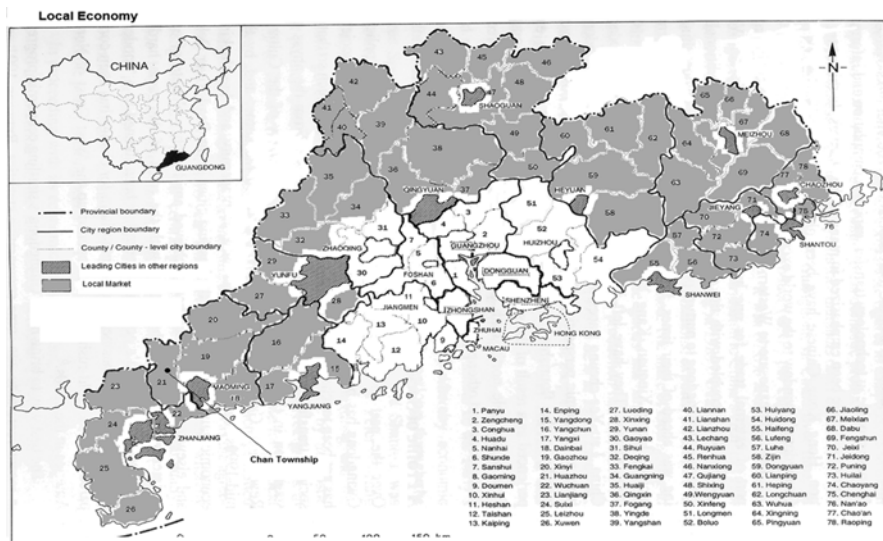 Local Economy
CHINA
GUANGDONG
N
Provincial boundary
City region boundary
County / County - level city boundary
Leading Cities in other regions
Local Market
SHAOGUAN
MEIZHOU
QINGYUAN
HEYUAN
CHAOZHOU
JIEYANG
SHANTOU
ZHAOQING
GUANGZHOU
HUIZHOU
YUNFU
FOSHAN
DONGGUAN
SHANWEI
JIANGMEN
ZHONGSHAN
SHENZHEN
ZHUHAI
HONG KONG
MACAU
MAOMING
YANGJIANG
ZHANJIANG
Chan Township
1. Panyu
2. Zengcheng
3. Conghua
4. Huadu
5. Nanhai
6. Shunde
7. Sanshui
8. Gaoming
9. Doumen
10. Xinhui
11. Heshan
12. Taishan
13. Kaiping
14. Enping
15. Yangdong
16. Yangchun
17. Yangxi
18. Dainbai
19. Gaozhou
20. Xinyi
21. Huazhou
22. Wuchuan
23. Lianjiang
24. Suixi
25. Leizhou
26. Xuwen
27. Luoding
28. Xinxing
29. Yunan
30. Gaoyao
31. Sihui
32. Deqing
33. Fengkai
34. Guangning
35. Huaiji
36. Qingxin
37. Fogang
38. Yingde
39. Yangshan
40. Liannan
41. Lianshan
42. Lianzhou
43. Lechang
44. Ruyuan
45. Renhua
46. Nanxiong
47. Qujiang
48. Shixing
49. Wengyuan
50. Xinfeng
51. Longmen
52. Boluo
53. Huiyang
54. Huidong
55. Haifeng
56. Lufeng
57. Luhe
58. Zijin
59. Dongyuan
60. Lianping
61. Heping
62. Longchuan
63. Wuhua
64. Xingning
65. Pingyuan
66. Jiaoling
67. Meixian
68. Dabu
69. Fengshun
70. Jeixi
71. Jeidong
72. Puning
73. Huilai
74. Chaoyang
75. Chenghai
76. Nan'ao
77. Chao'an
78. Raoping